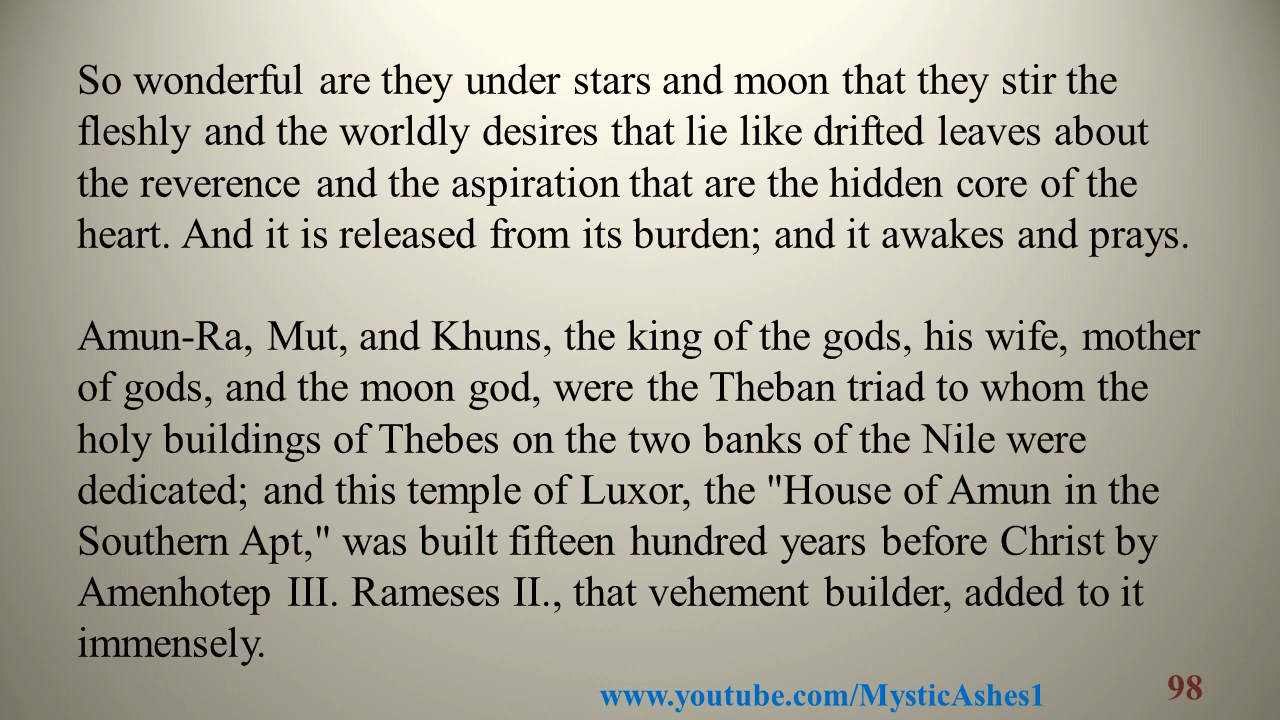 So wonderful are they under stars and moon that they stir the
fleshly and the worldly desires that lie like drifted leaves about
the reverence and the aspiration that are the hidden core of the
heart. And it is released from its burden; and it awakes and prays.
Amun-Ra, Mut, and Khuns, the king of the gods, his wife, mother
of gods, and the moon god, were the Theban triad to whom the
holy buildings of Thebes on the two banks of the Nile were
dedicated; and this temple of Luxor, the "House of Amun in the
Southern Apt," was built fifteen hundred years before Christ by
Amenhotep III. Rameses II., that vehement builder, added to it
immensely.
www.youtube.com/MysticAshes1
98